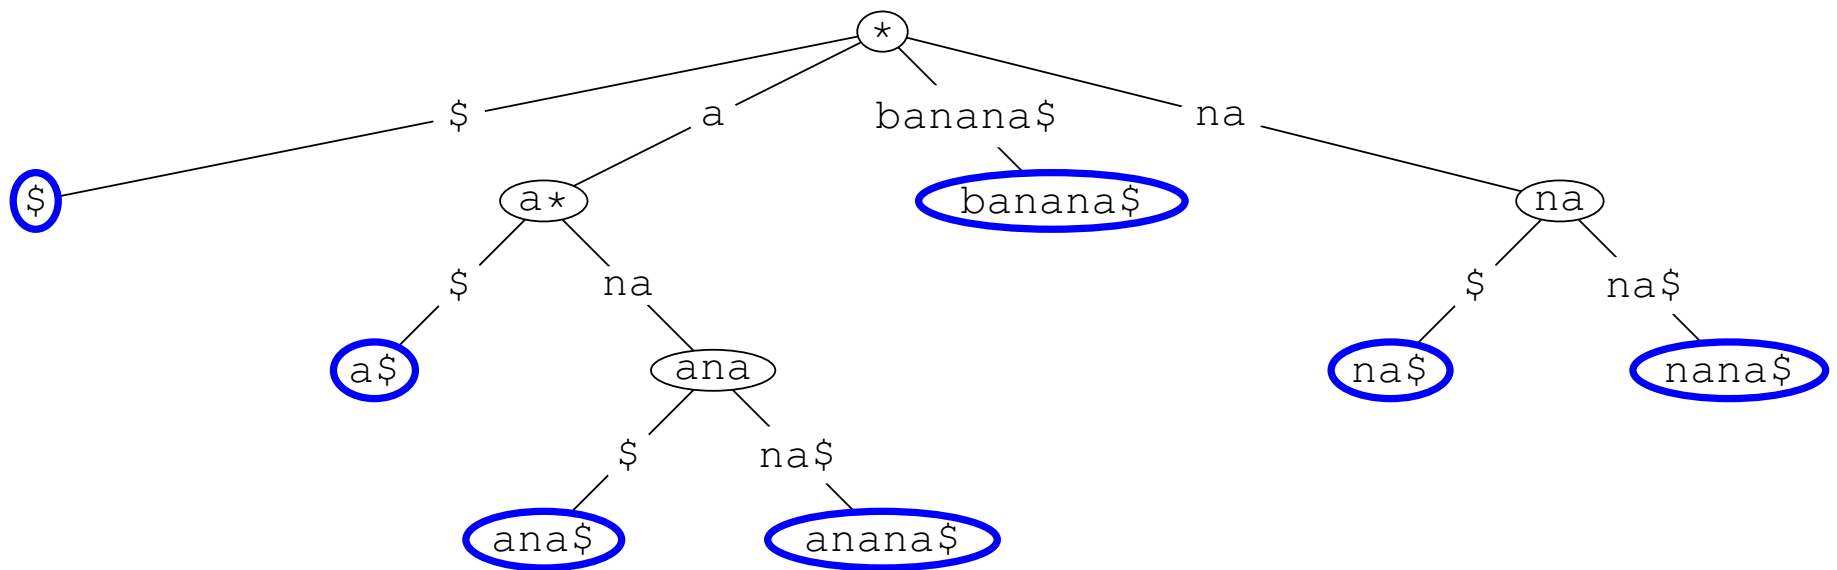 *
$ a banana$ na
$ a* banana$ na
$ na $ na$
a$ ana na$ nana$
$ na$
ana$ anana$